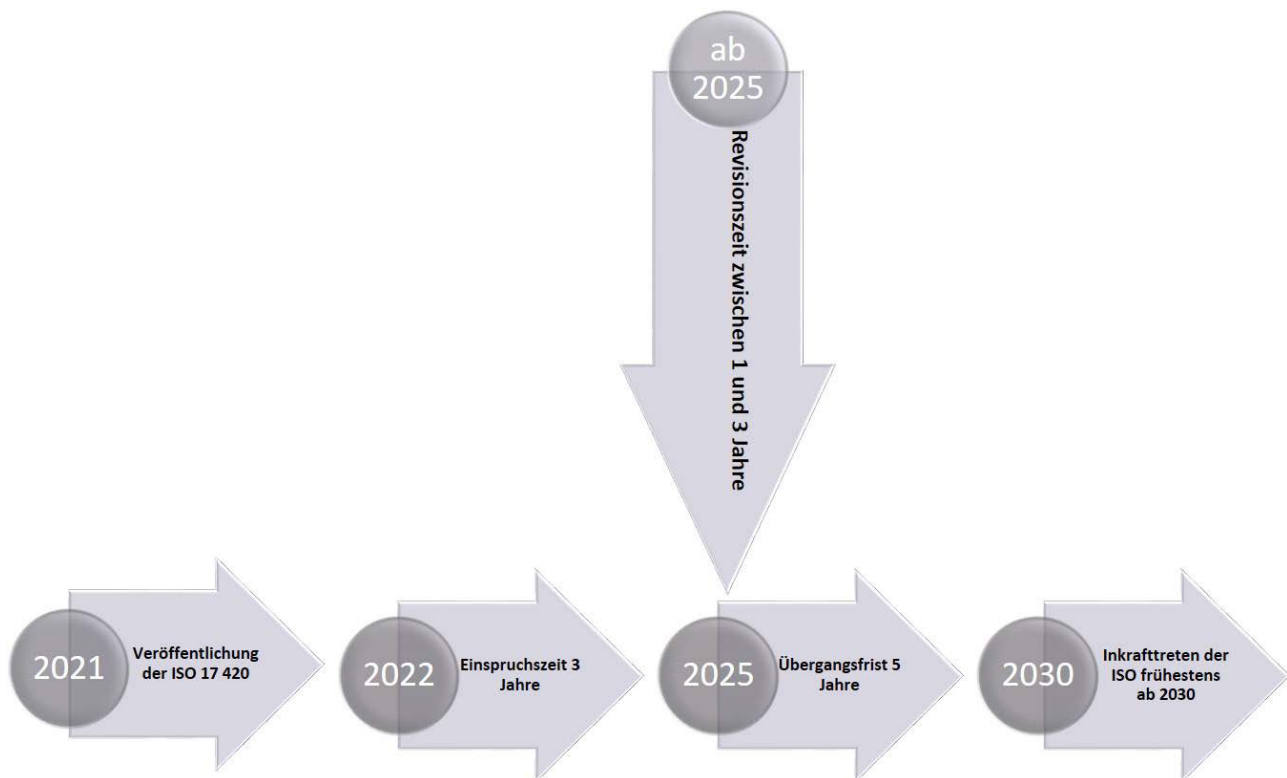 ab
2025
Revisionszeit zwischen 1 und 3 Jahre
2021
Veröffentlichung
der ISO 17 420
2022
Einspruchszeit 3
Jahre
2025
Übergangsfrist 5
Jahre
2030
Inkrafttreten der
ISO frühestens
ab 2030